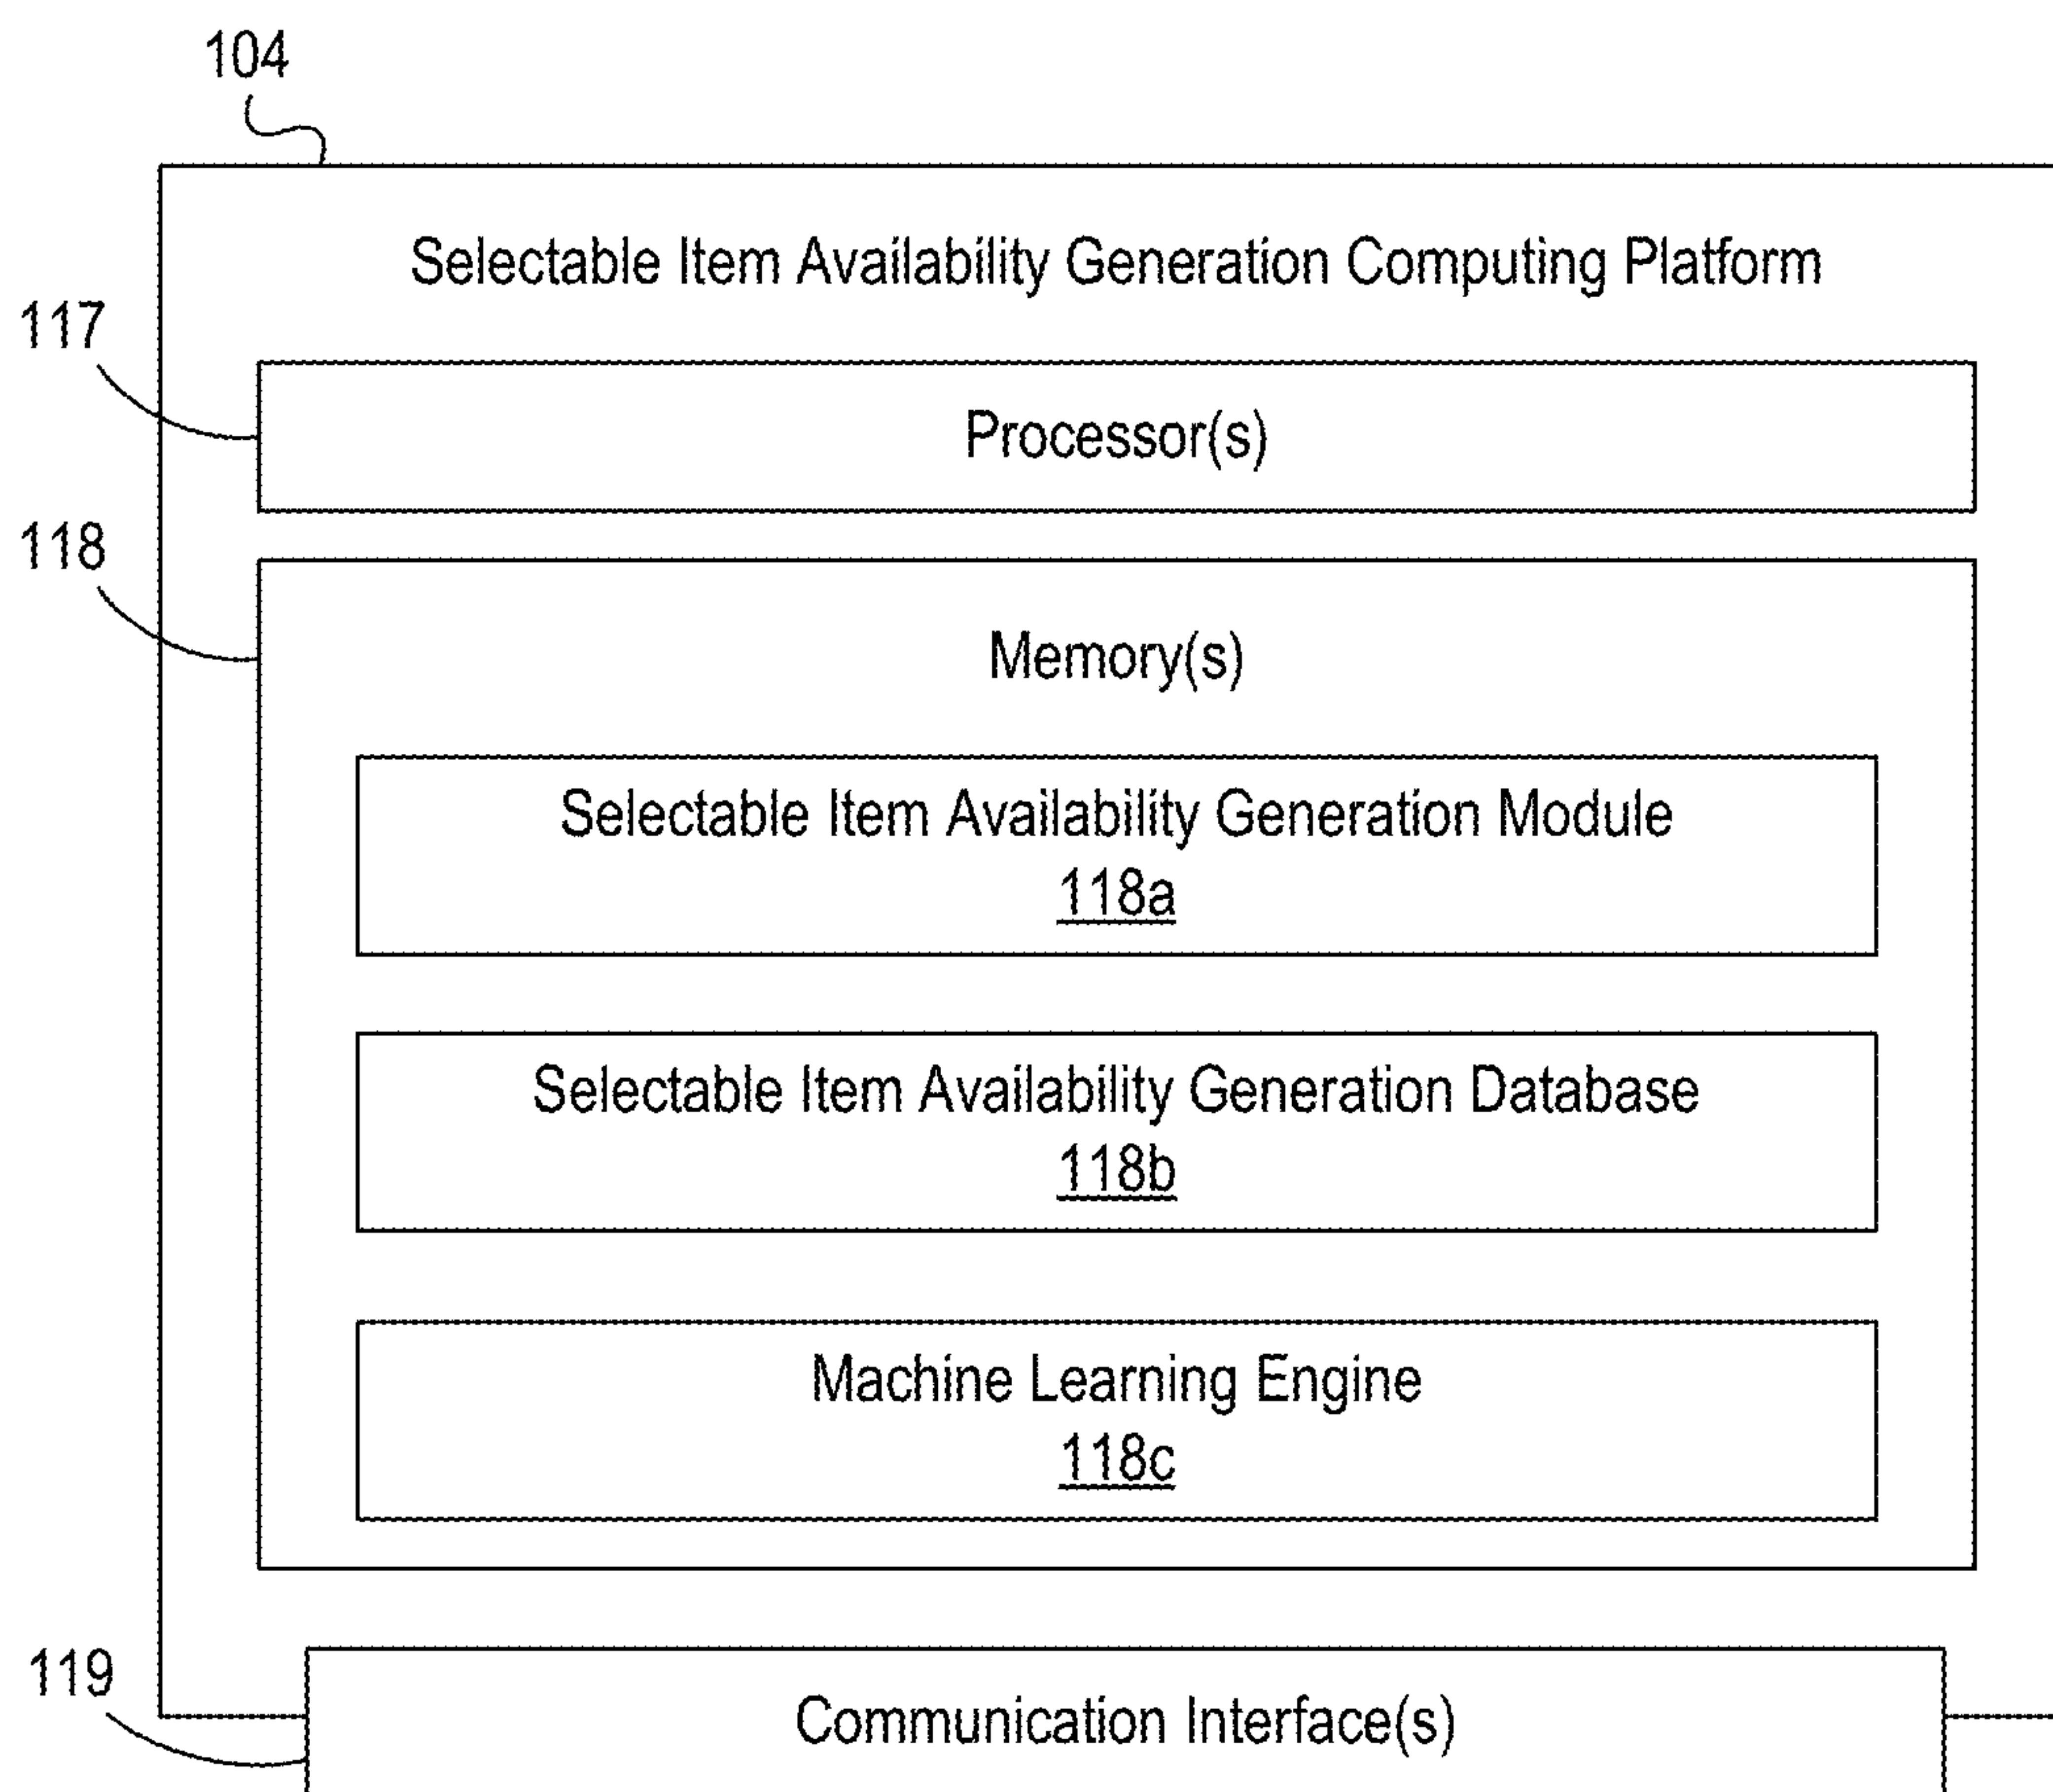 104
Selectable Item Availability Generation Computing Platform
117
Processor(s)
118
Memory(s)
Selectable Item Availability Generation Module
118a
Selectable Item Availability Generation Database
118b
Machine Learning Engine
118c
119
Communication Interface(s)